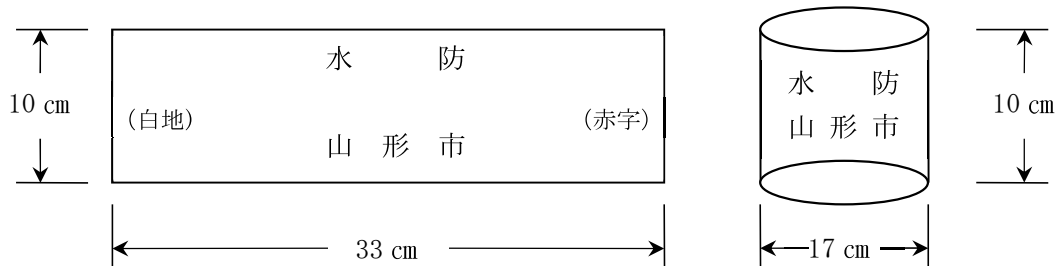 水 防
10 cm
(白地)
(赤字)
山 形 市
33 cm
水 防
山 形 市
10 cm
17 cm